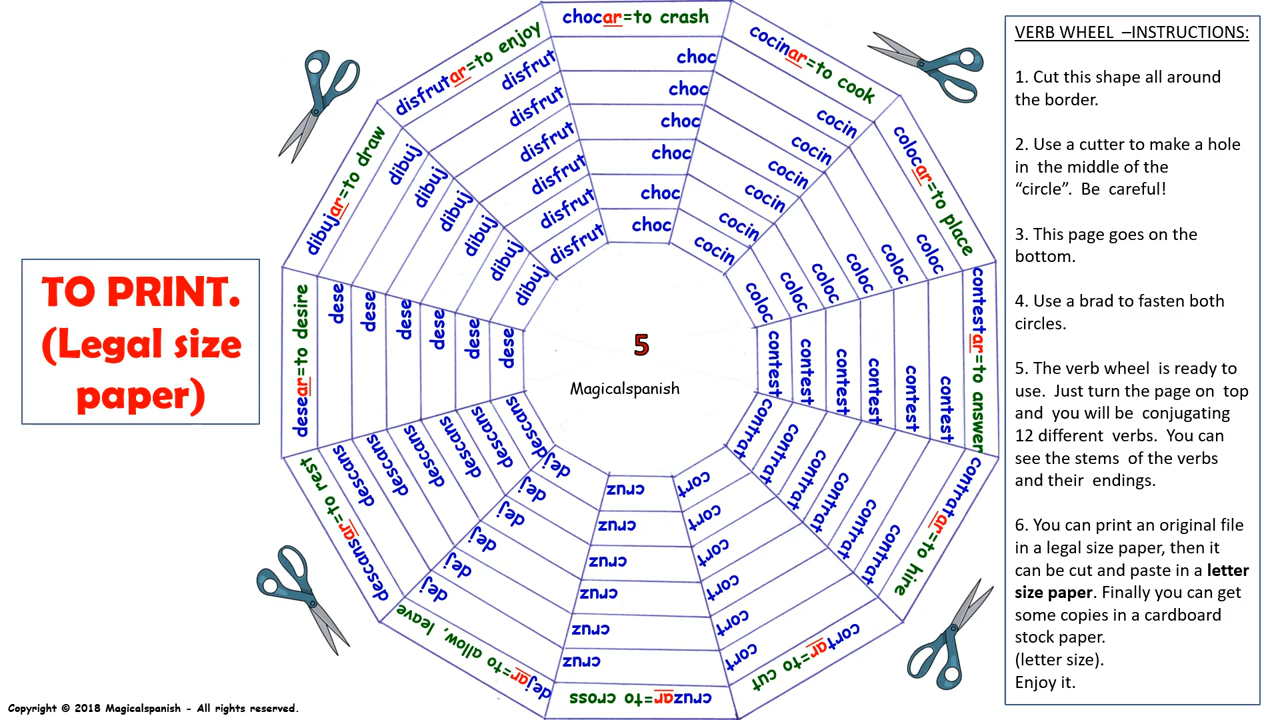 TO PRINT.
(Legal size
paper)
chocar=to crash
choc
choc
choc
choc
choc
choc
cocinar=to cook
cocin
cocin
cocin
cocin
cocin
cocin
colocar=to place
coloc
coloc
coloc
coloc
coloc
coloc
contestar=to answer
contest
contest
contest
contest
contest
contest
contratar=to hire
contrat
contrat
contrat
contrat
contrat
contrat
cortar=to cut
cort
cort
cort
cort
cort
cort
cruzar=to cross
cruz
cruz
cruz
cruz
cruz
cruz
dejar=to allow, leave
dej
dej
dej
dej
dej
dej
descansar=to rest
descans
descans
descans
descans
descans
descans
desear=to desire
dese
dese
dese
dese
dese
dese
dibujar=to draw
dibuj
dibuj
dibuj
dibuj
dibuj
dibuj
disfrutar=to enjoy
disfrut
disfrut
disfrut
disfrut
disfrut
disfrut
5
Magicalspanish
VERB WHEEL –INSTRUCTIONS:
1. Cut this shape all around
the border.
2. Use a cutter to make a hole
in the middle of the
“circle”. Be careful!
3. This page goes on the
bottom.
4. Use a brad to fasten both
circles.
5. The verb wheel is ready to
use. Just turn the page on top
and you will be conjugating
12 different verbs. You can
see the stems of the verbs
and their endings.
6. You can print an original file
in a legal size paper, then it
can be cut and paste in a letter
size paper. Finally you can get
some copies in a cardboard
stock paper.
(letter size).
Enjoy it.
Copyright © 2018 Magicalspanish - All rights reserved.